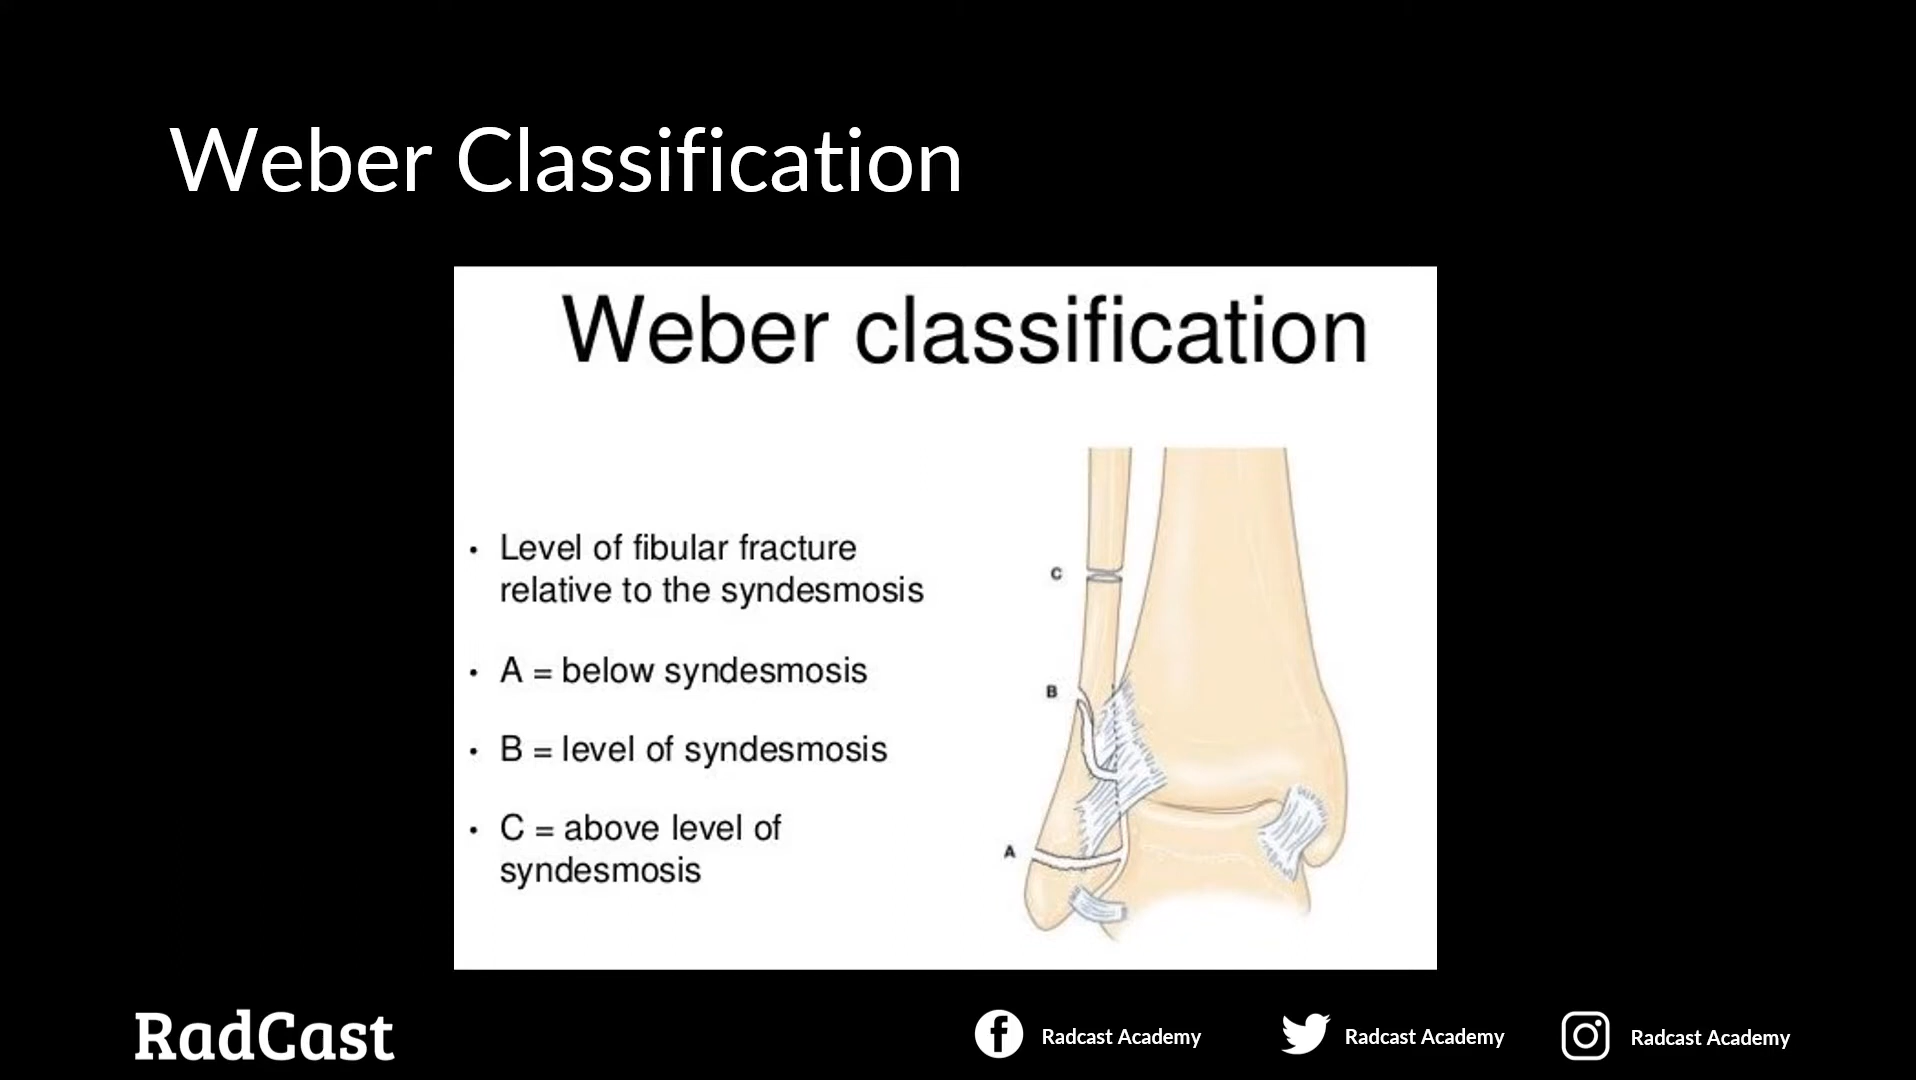 Weber Classification
Weber classification
• Level of fibular fracture
relative to the syndesmosis
• A = below syndesmosis
• B = level of syndesmosis
• C = above level of
syndesmosis
C
B
A
RadCast
Radcast Academy
Radcast Academy
Radcast Academy